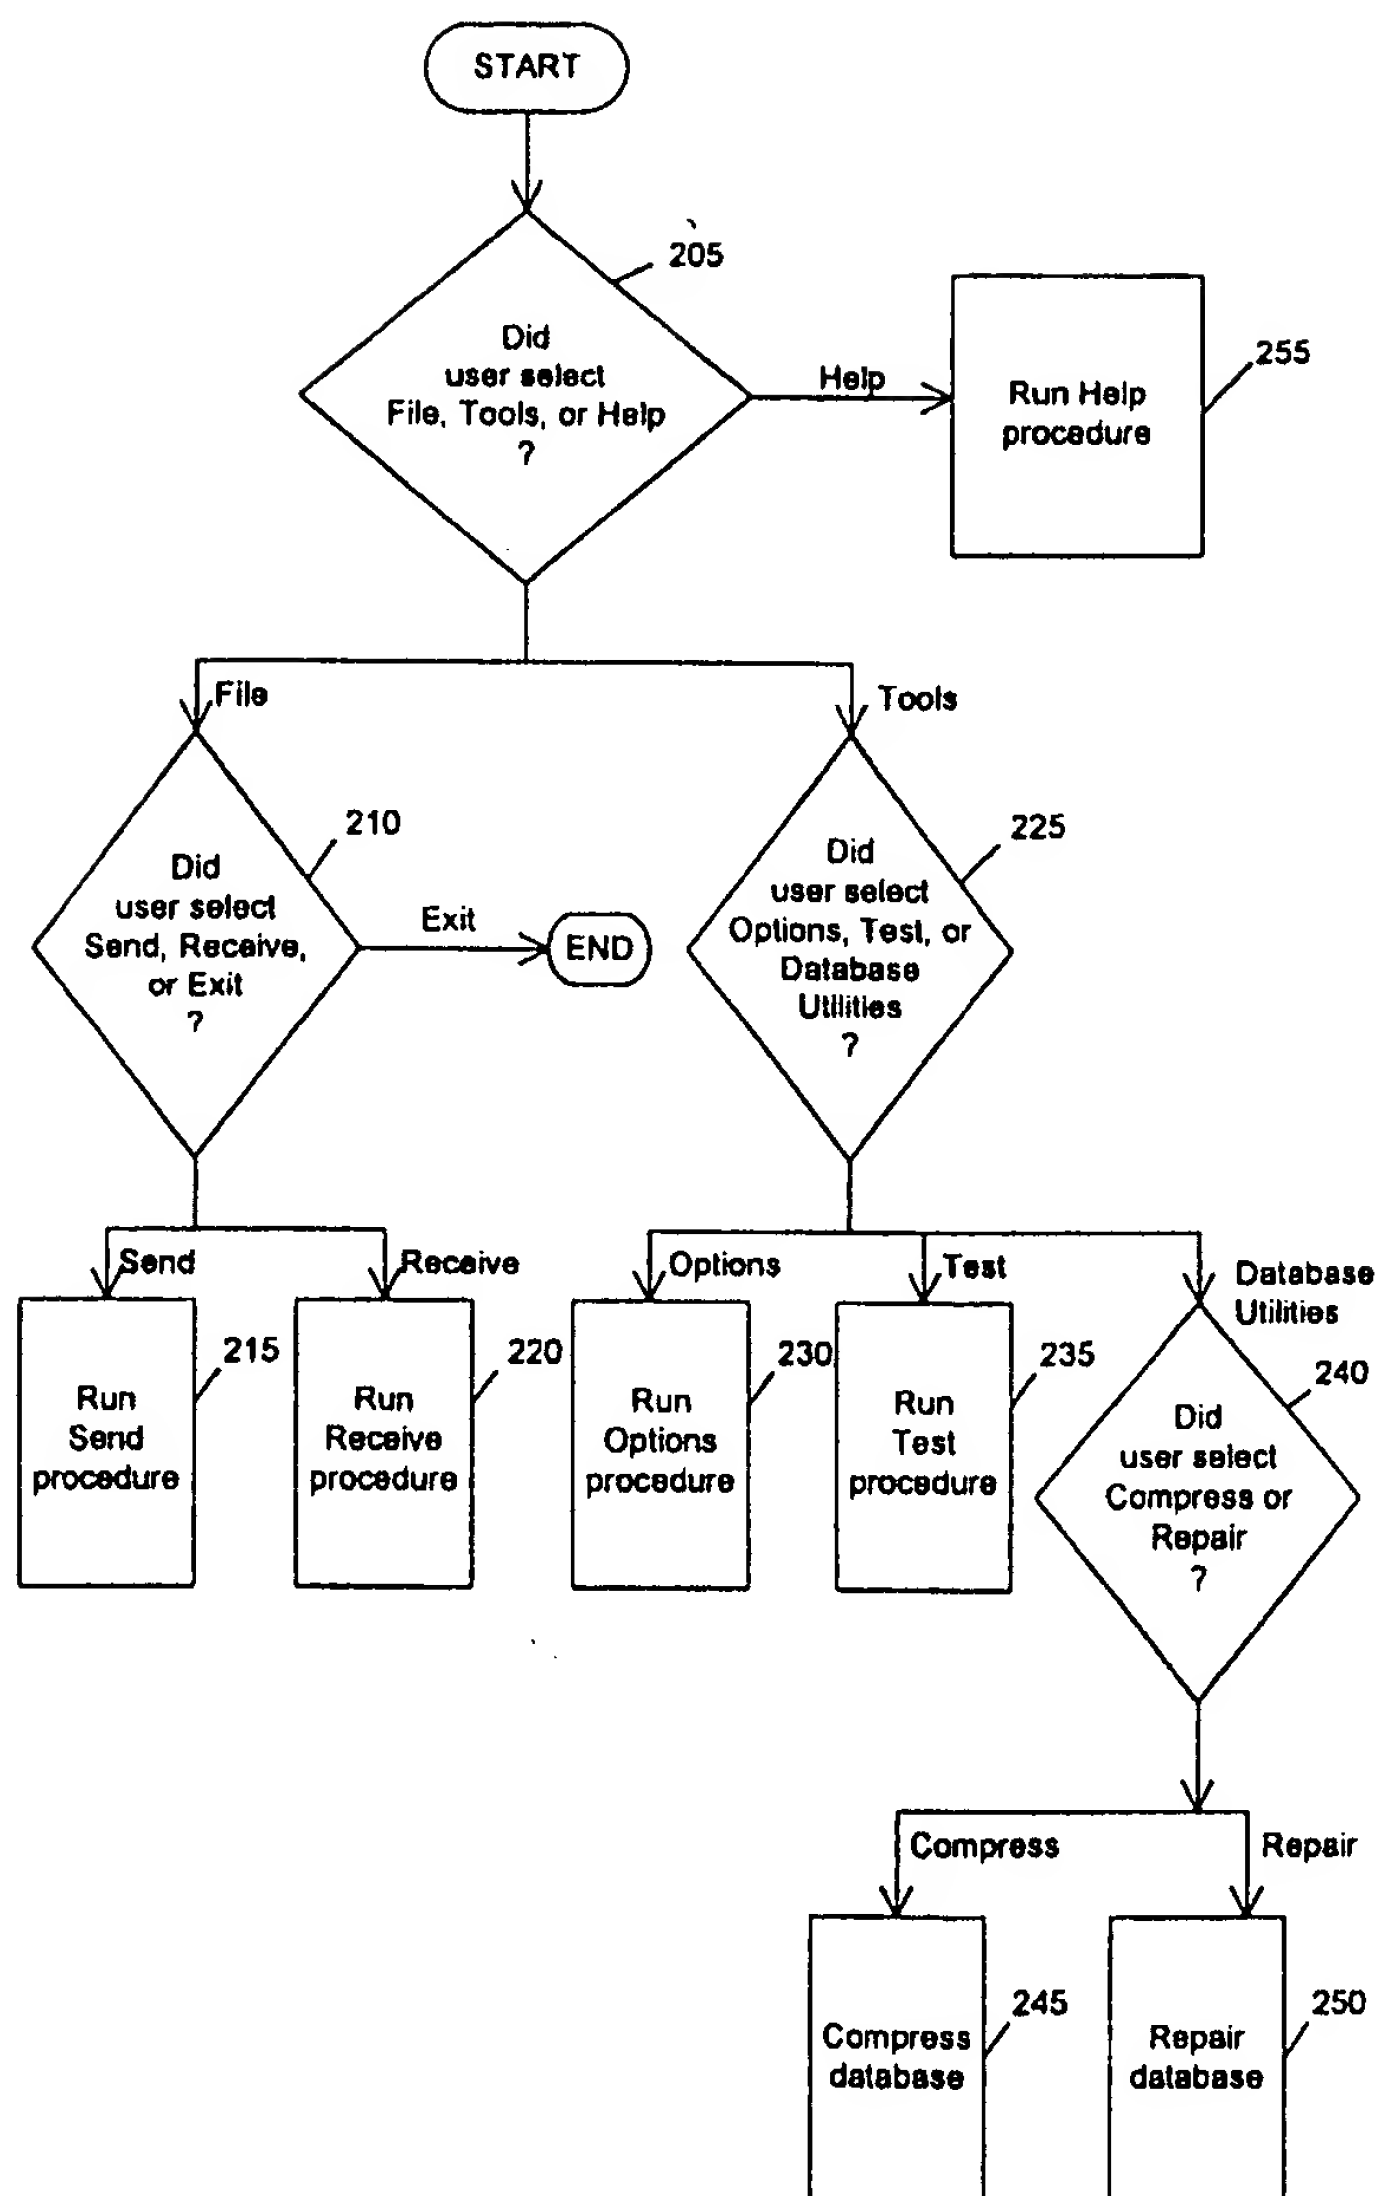 START
205
Did
user select
File, Tools, or Help
?
Help
Run Help
procedure
255
File
Tools
210
Did
user select
Send, Receive,
or Exit
?
Exit
END
225
Did
user select
Options, Test, or
Database
Utilities
?
Send
Receive
Options
Test
Database
Utilities
215
Run
Send
procedure
220
Run
Receive
procedure
230
Run
Options
procedure
235
Run
Test
procedure
240
Did
user select
Compress or
Repair
?
Compress
Repair
245
Compress
database
250
Repair
database